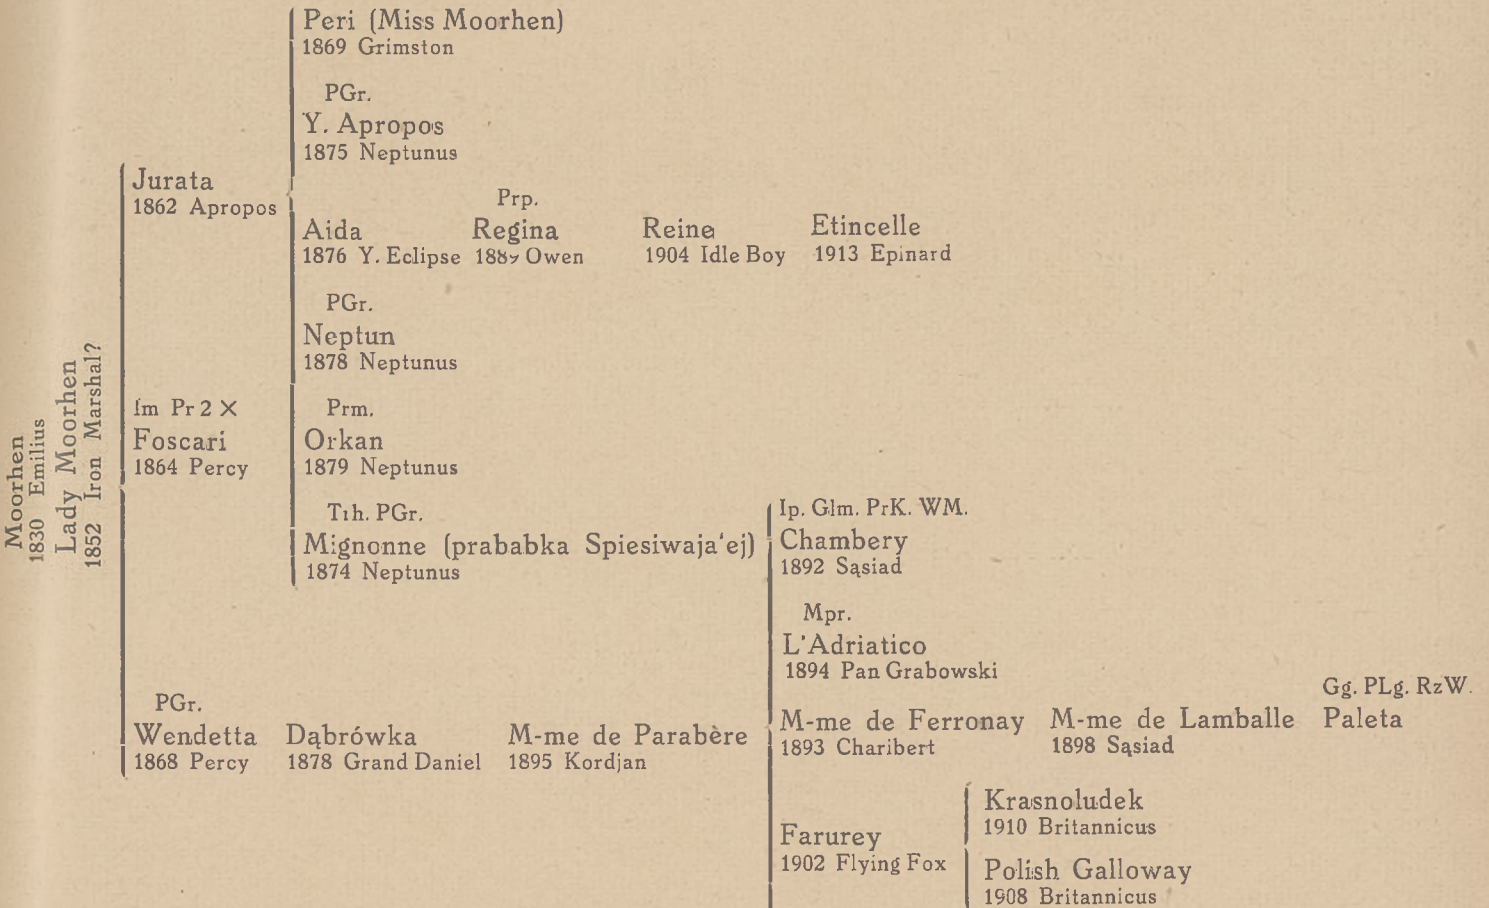 Moorhen
1830 Emilius
Lady Moorhen
1852 Iron Marshal?
Jurata
1862 Apropos
Im Pr 2 X
Foscari
1864 Percy
PGr.
Wendetta
1868 Percy
Peri (Miss Moorhen)
1869 Grimston
PGr.
Y. Apropos
1875 Neptunus
Aida
1876 Y. Eclipse
Prp.
Regina
Owen
Reine
1904 Idle Boy
Etincelle
1913 Epinard
PGr.
Neptun
1878 Neptunus
Prm.
Orkan
1879 Neptunus
Tih. PGr.
Mignonne (prababka Spiesiwaja'ej)
1874 Neptunus
Dąbrówka
1878 Grand Daniel
M-me de Parabère
1895 Kordjan
Ip. Glm. PrK. WM.
Chambery
1892 Sąsiad
Mpr.
L'Adriatico
1894 Pan Grabowski
M-me de Ferronay
1893 Charibert
M-me de Lamballe
1898 Sąsiad
Gg. PLg. RzW.
Paleta
Farurey
1902 Flying Fox
Krasnoludek
1910 Britannicus
Polish Galloway
1908 Britannicus